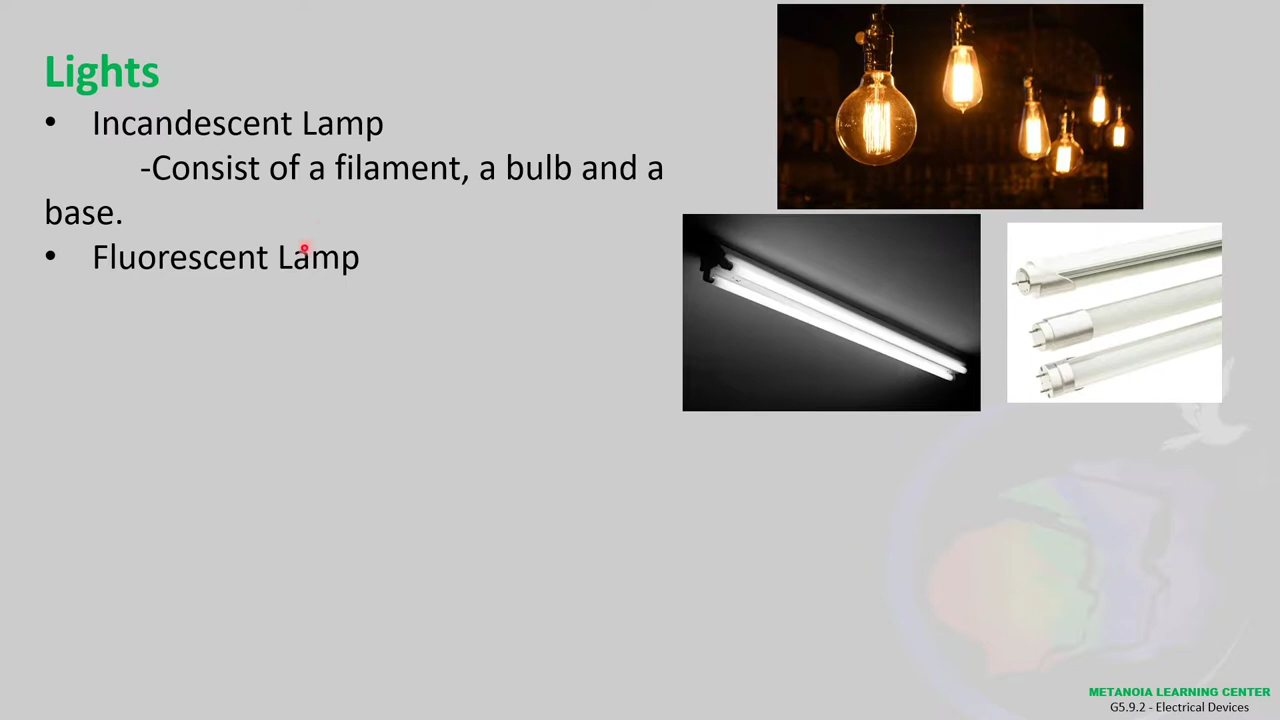 Lights
• Incandescent Lamp
-Consist of a filament, a bulb and a
base.
• Fluorescent Lamp
METANOIA LEARNING CENTER
G5.9.2 - Electrical Devices